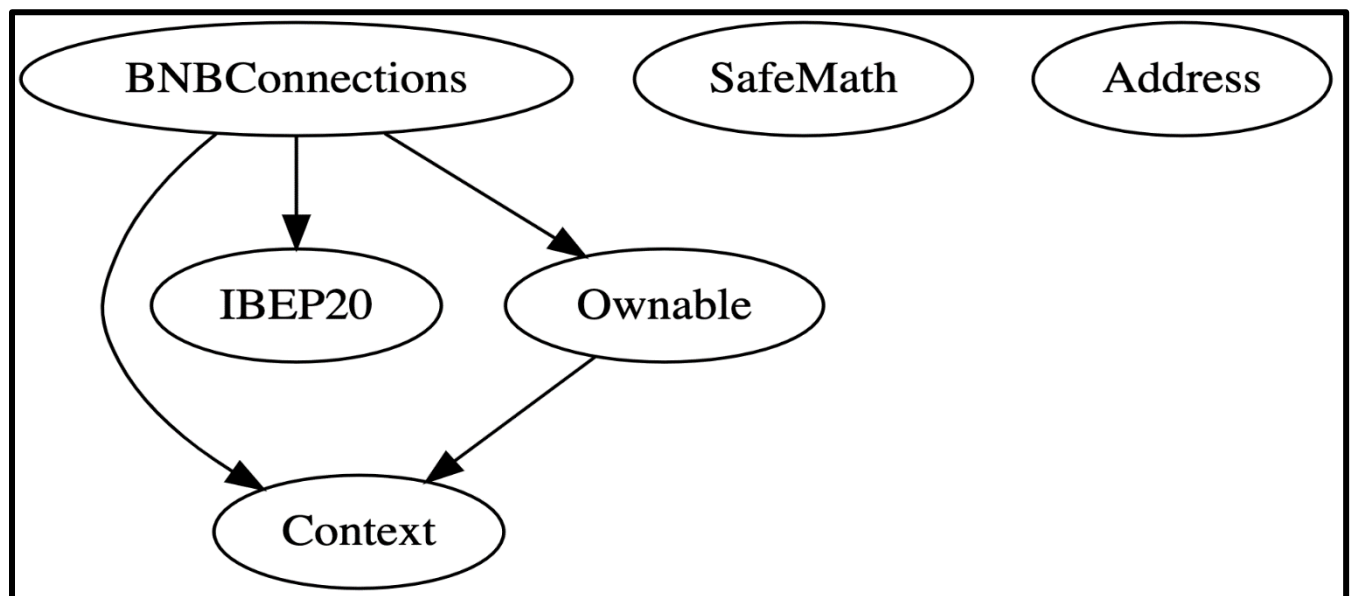 BNBConnections
SafeMath
Address
IBEP20
Ownable
Context